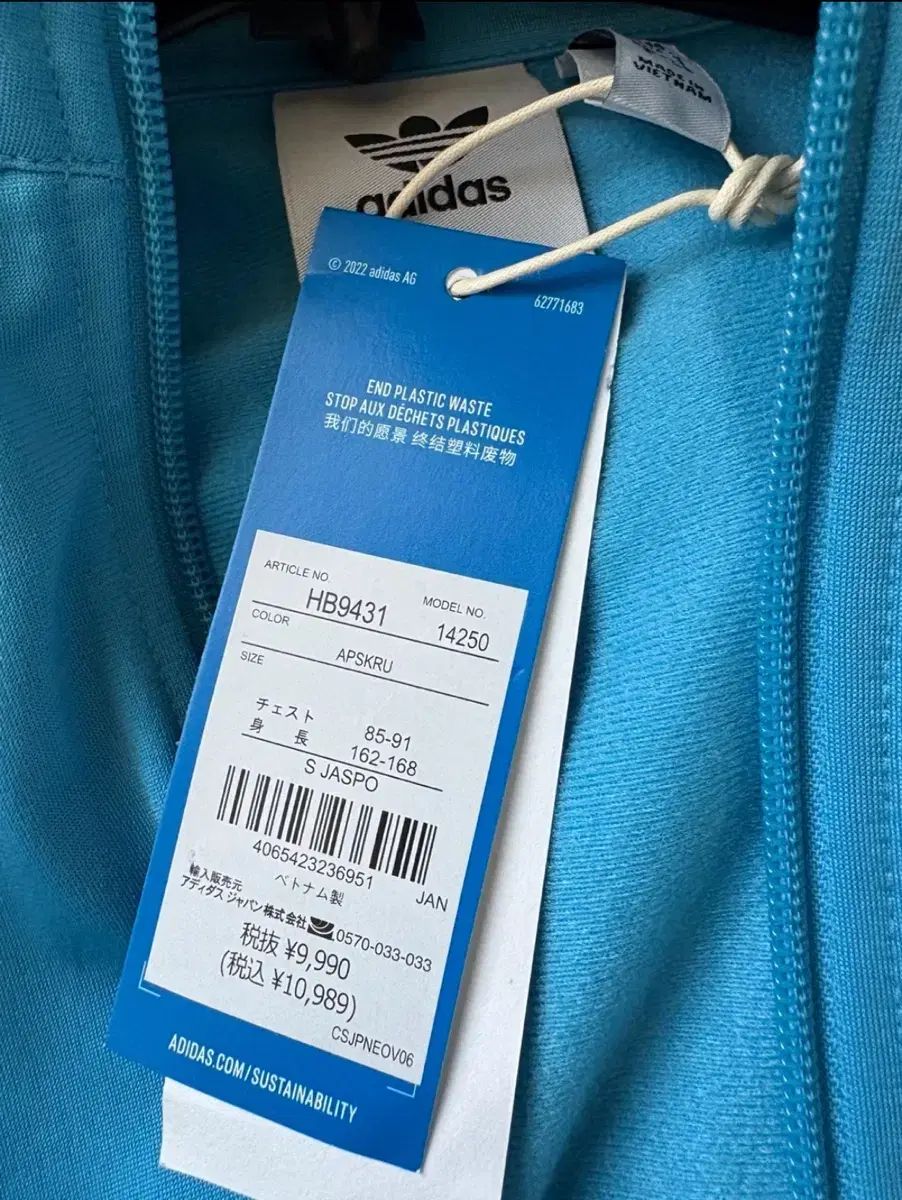 MADE IN
VIETNAM
adidas
© 2022 adidas AG
62771683
END PLASTIC WASTE
STOP AUX DÉCHETS PLASTIQUES
我们的愿景 终结塑料废物
ARTICLE NO. MODEL NO.
HB9431 14250
COLOR
APSKRU
SIZE
チェスト 85-91
身 長 162-168
S JASPO
4065423236951
JAN
ベトナム製
輸入販売元
アディダス ジャパン株式会社 0570-033-033
税抜 ¥9,990
(税込 ¥10,989)
CSJPNEOV06
ADIDAS.COM/SUSTAINABILITY